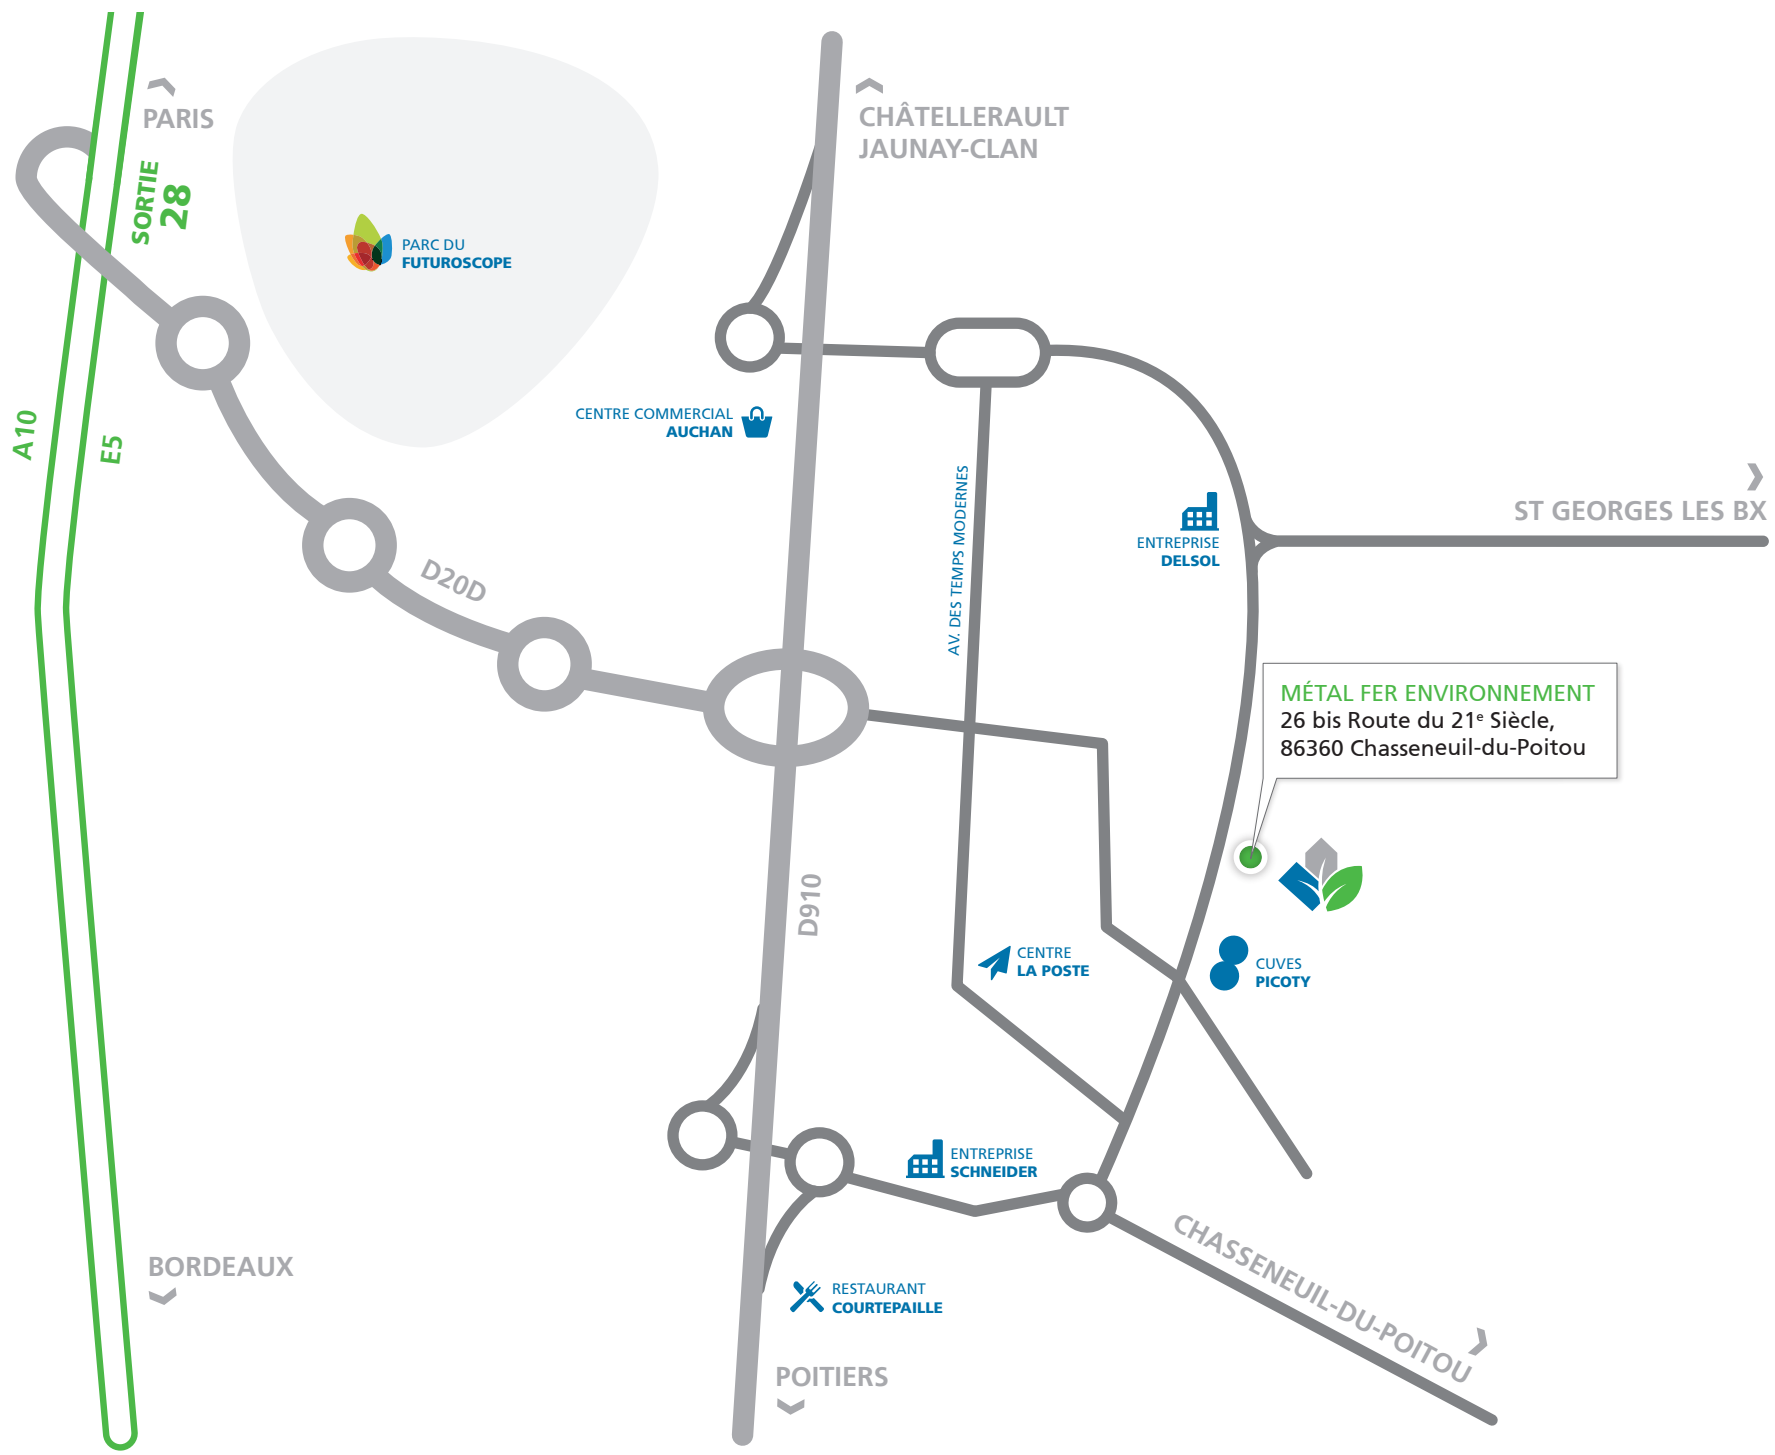 PARIS
SORTIE
28
CHÂTELLERAULT
JAUNAY-CLAN
PARC DU
FUTUROSCOPE
A10
E5
CENTRE COMMERCIAL
AUCHAN
AV. DES TEMPS MODERNES
ENTREPRISE
DELSOL
ST GEORGES LES BX
D20D
MÉTAL FER ENVIRONNEMENT
26 bis Route du 21e Siècle,
86360 Chasseneuil-du-Poitou
D910
CENTRE
LA POSTE
CUVES
PICOTY
ENTREPRISE
SCHNEIDER
CHASSENEUIL-DU-POITOU
BORDEAUX
RESTAURANT
COURTEPAILLE
POITIERS